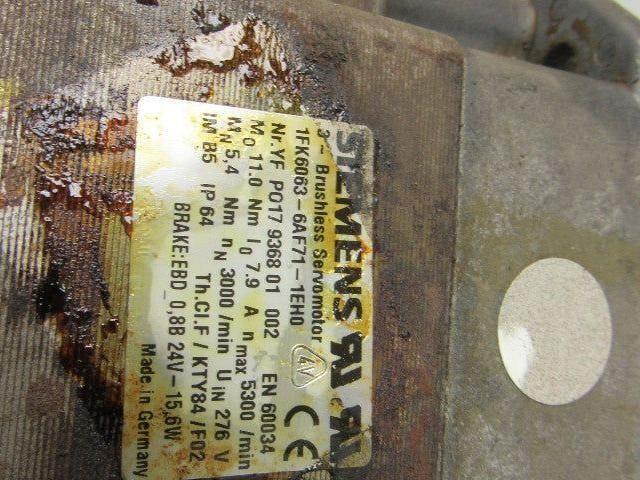 SIEMENS
3~ Brushless Servomotor
1FK6063-6AF71-1EH0
Nr.YF PO17 9368 01 002 EN 60034
M0 11.0 Nm I0 7.9 A nmax 5300/min
MN 5,4 Nm nN 3000/min UIN 276 V
IM B5 IP 64 Th.Cl.F / KTY84 /F02
BRAKE:EBD 0,8B 24V-15,6W
Made in Germany